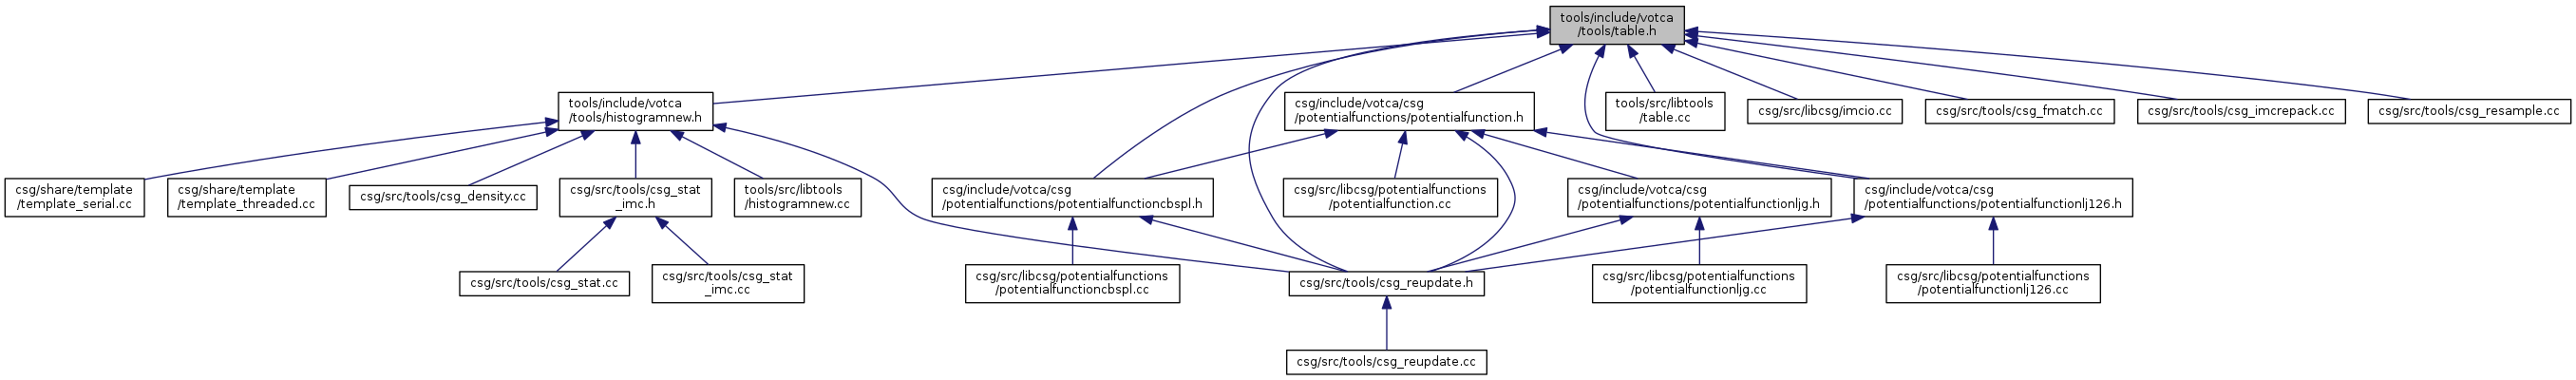 tools/include/votca
/tools/table.h
tools/include/votca
/tools/histogramnew.h
csg/include/votca/csg
/potentialfunctions/potentialfunction.h
tools/src/libtools
/table.cc
csg/src/libcsg/imcio.cc
csg/src/tools/csg_fmatch.cc
csg/src/tools/csg_imcrepack.cc
csg/src/tools/csg_resample.cc
csg/share/template
/template_serial.cc
csg/share/template
/template_threaded.cc
csg/src/tools/csg_density.cc
csg/src/tools/csg_stat
_imc.h
tools/src/libtools
/histogramnew.cc
csg/include/votca/csg
/potentialfunctions/potentialfunctioncbspl.h
csg/src/libcsg/potentialfunctions
/potentialfunction.cc
csg/include/votca/csg
/potentialfunctions/potentialfunctionljg.h
csg/include/votca/csg
/potentialfunctions/potentialfunctionlj126.h
csg/src/tools/csg_stat.cc
csg/src/tools/csg_stat
_imc.cc
csg/src/libcsg/potentialfunctions
/potentialfunctioncbspl.cc
csg/src/tools/csg_reupdate.h
csg/src/libcsg/potentialfunctions
/potentialfunctionljg.cc
csg/src/libcsg/potentialfunctions
/potentialfunctionlj126.cc
csg/src/tools/csg_reupdate.cc